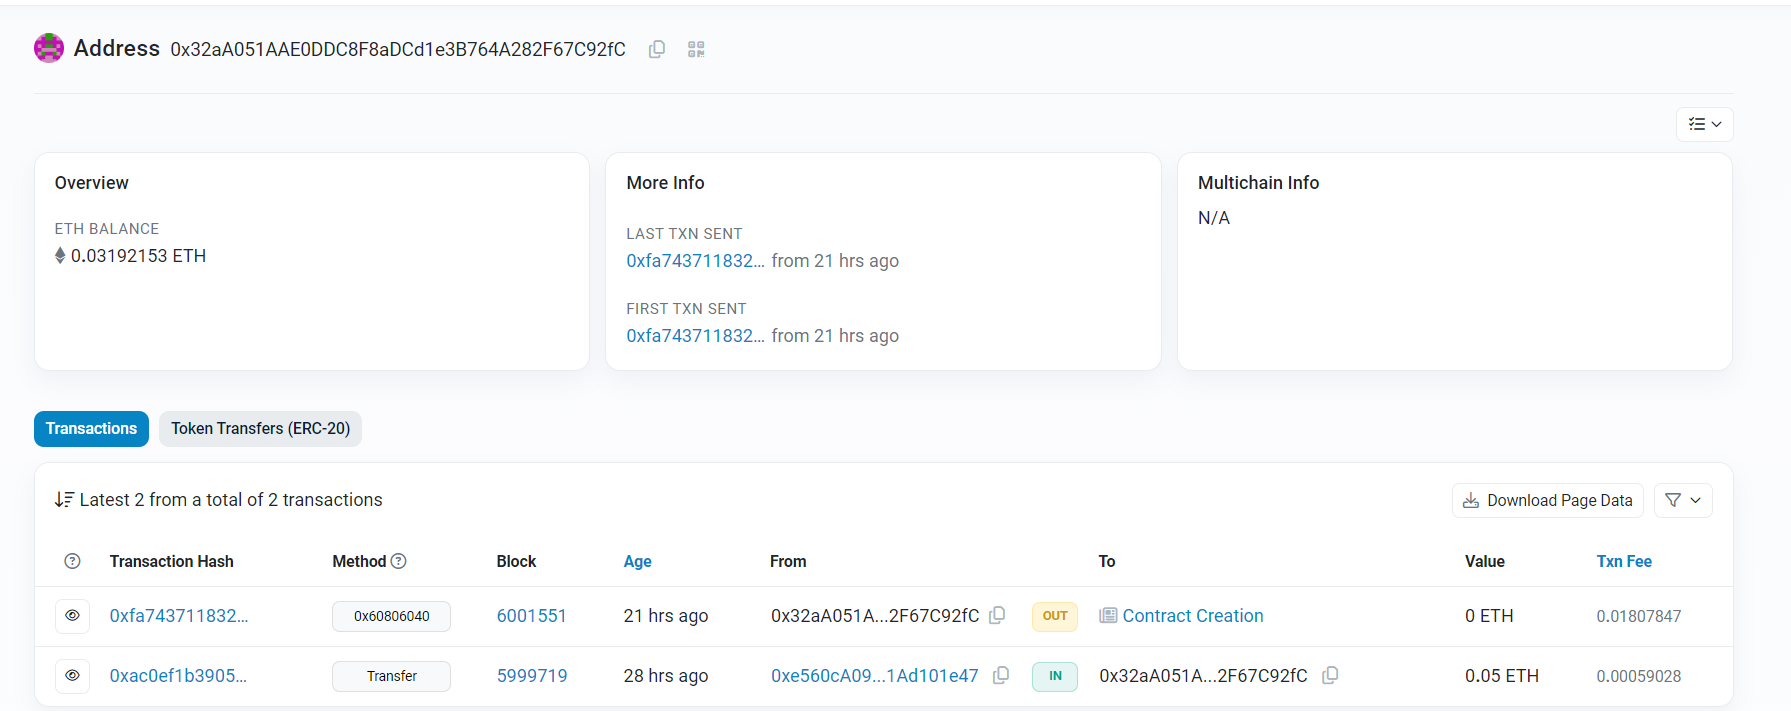 Address 0x32aA051AAE0DDC8F8aDCd1e3B764A282F67C92fC
Overview
ETH BALANCE
0.03192153 ETH
More Info
LAST TXN SENT
0xfa743711832... from 21 hrs ago
FIRST TXN SENT
0xfa743711832... from 21 hrs ago
Multichain Info
N/A
Transactions Token Transfers (ERC-20)
Latest 2 from a total of 2 transactions Download Page Data
Transaction Hash Method Block Age From To Value Txn Fee
0xfa743711832... 0x60806040 6001551 21 hrs ago 0x32aA051A...2F67C92fC OUT Contract Creation 0 ETH 0.01807847
0xac0ef1b3905... Transfer 5999719 28 hrs ago 0xe560cA09...1Ad101e47 IN 0x32aA051A...2F67C92fC 0.05 ETH 0.00059028